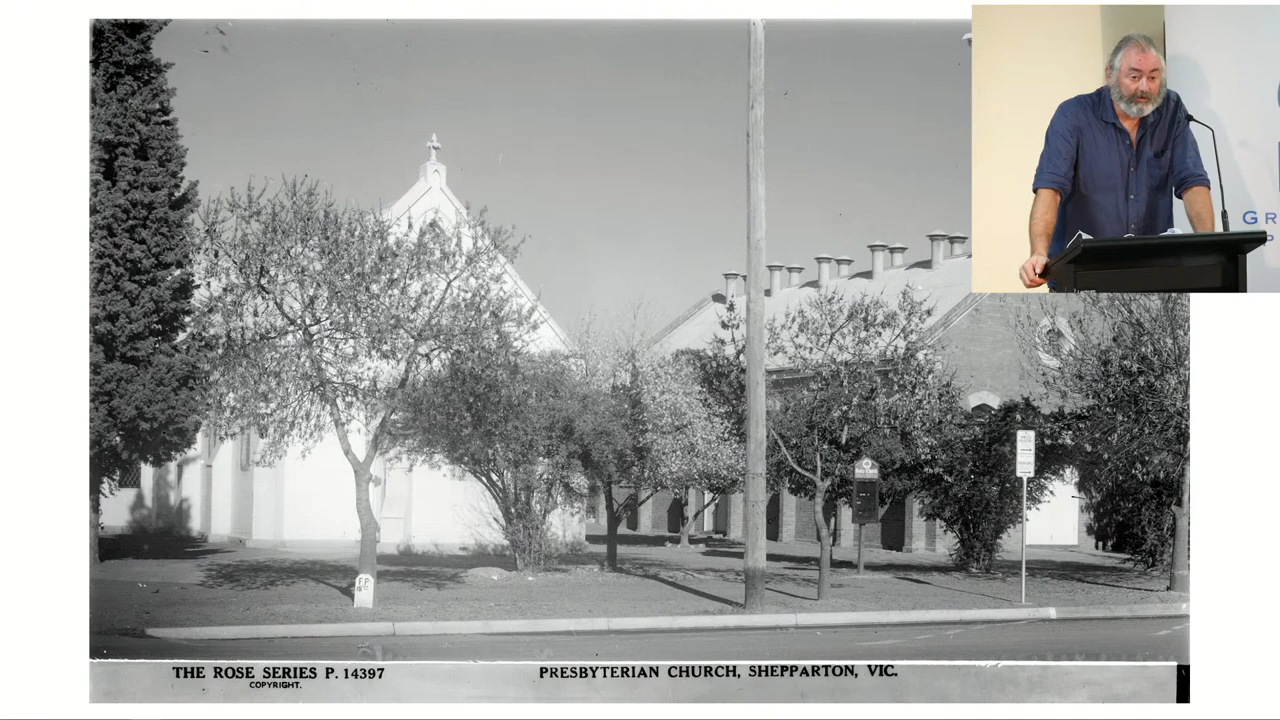 THE ROSE SERIES P. 14397
COPYRIGHT.
PRESBYTERIAN CHURCH, SHEPPARTON, VIC.
FP
GR
P